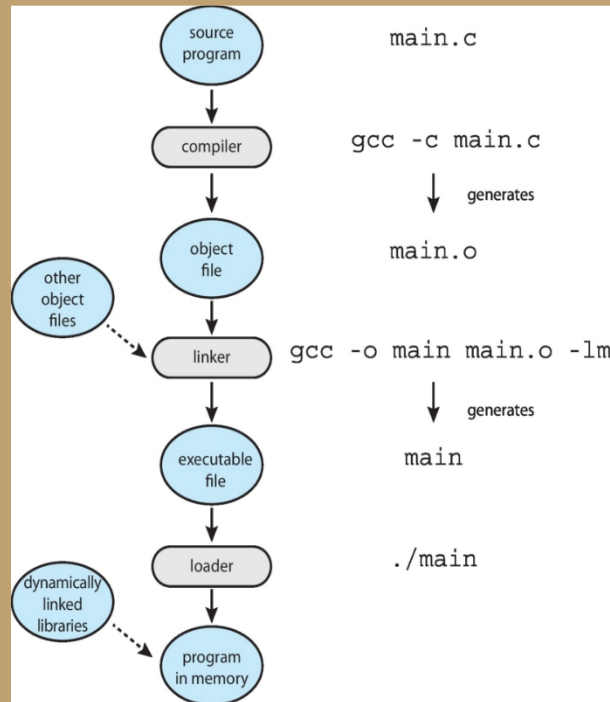 source
program
main.c
compiler
gcc -c main.c
generates
object
file
main.o
other
object
files
linker
gcc -o main main.o -lm
generates
executable
file
main
loader
./main
dynamically
linked
libraries
program
in memory